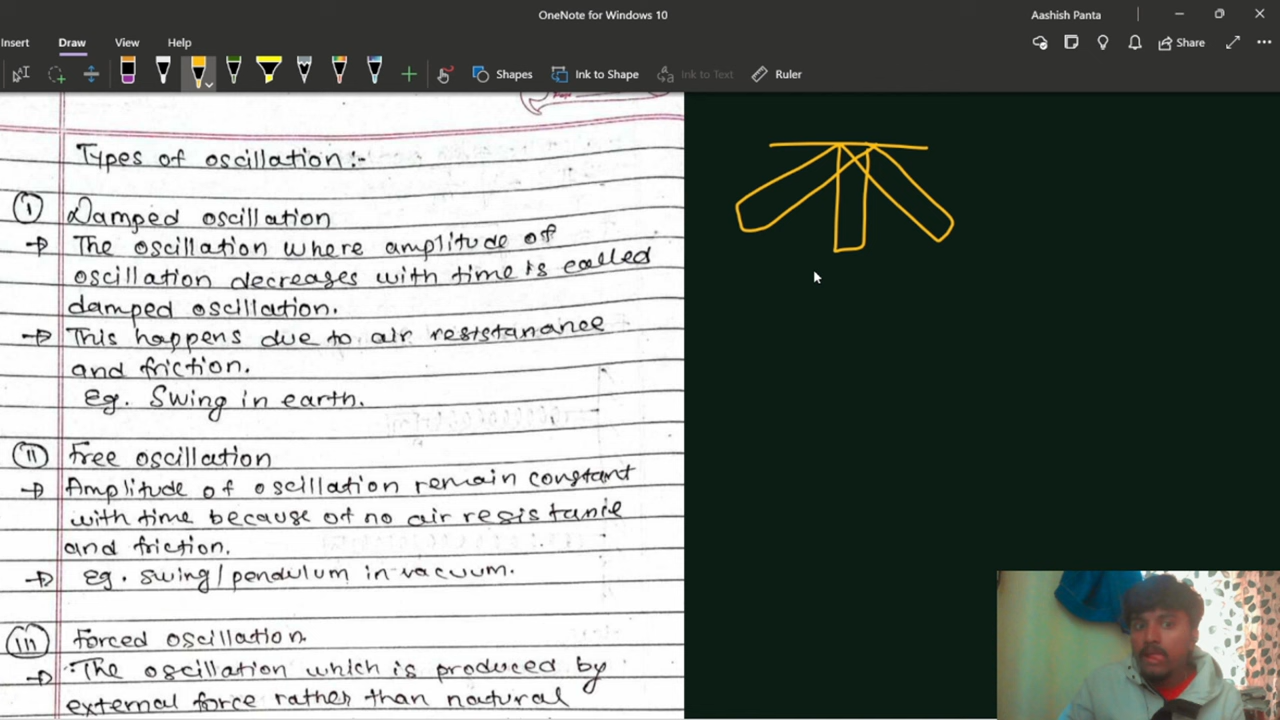 OneNote for Windows 10
Aashish Panta
Insert Draw View Help
Share
Shapes Ink to Shape Ink to Text Ruler
Types of oscillation:-
(i) Damped oscillation
→ The oscillation where amplitude of
oscillation decreases with time is called
damped oscillation.
→ This happens due to air resistanance
and friction.
Eg. Swing in earth.
(ii) Free oscillation
→ Amplitude of oscillation remain constant
with time because of no air resistance
and friction.
→ Eg. swing/pendulum in vacuum.
(iii) Forced oscillation.
→ The oscillation which is produced by
external force rather than natural